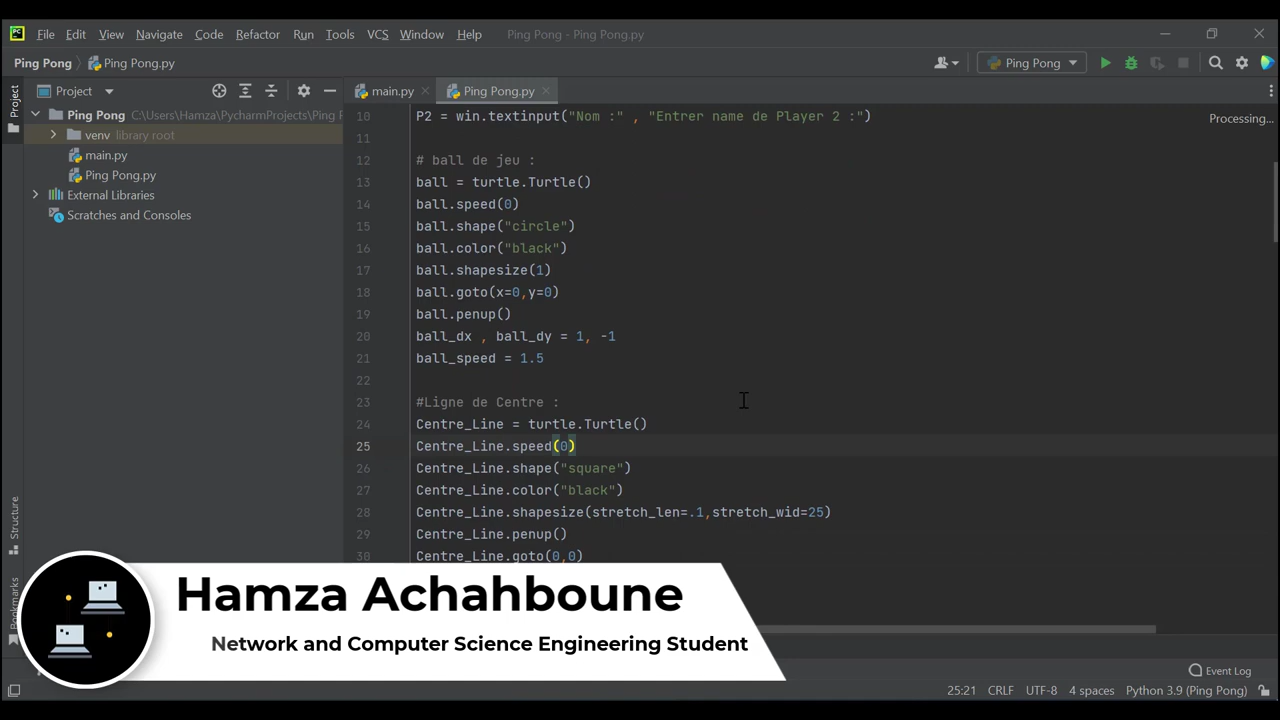 File Edit View Navigate Code Refactor Run Tools VCS Window Help Ping Pong - Ping Pong.py
Ping Pong Ping Pong.py Ping Pong
Project
Project main.py Ping Pong.py
Ping Pong C:\Users\Hamza\PycharmProjects\Ping P
venv library root
main.py
Ping Pong.py
External Libraries
Scratches and Consoles
Processing...
10 P2 = win.textinput("Nom :" , "Entrer name de Player 2 :")
11
12 # ball de jeu :
13 ball = turtle.Turtle()
14 ball.speed(0)
15 ball.shape("circle")
16 ball.color("black")
17 ball.shapesize(1)
18 ball.goto(x=0,y=0)
19 ball.penup()
20 ball_dx , ball_dy = 1, -1
21 ball_speed = 1.5
22
23 #Ligne de Centre :
24 Centre_Line = turtle.Turtle()
25 Centre_Line.speed(0)
26 Centre_Line.shape("square")
27 Centre_Line.color("black")
28 Centre_Line.shapesize(stretch_len=.1,stretch_wid=25)
29 Centre_Line.penup()
30 Centre_Line.goto(0,0)
Structure
Bookmarks
Hamza Achahboune
Network and Computer Science Engineering Student
Event Log
25:21 CRLF UTF-8 4 spaces Python 3.9 (Ping Pong)